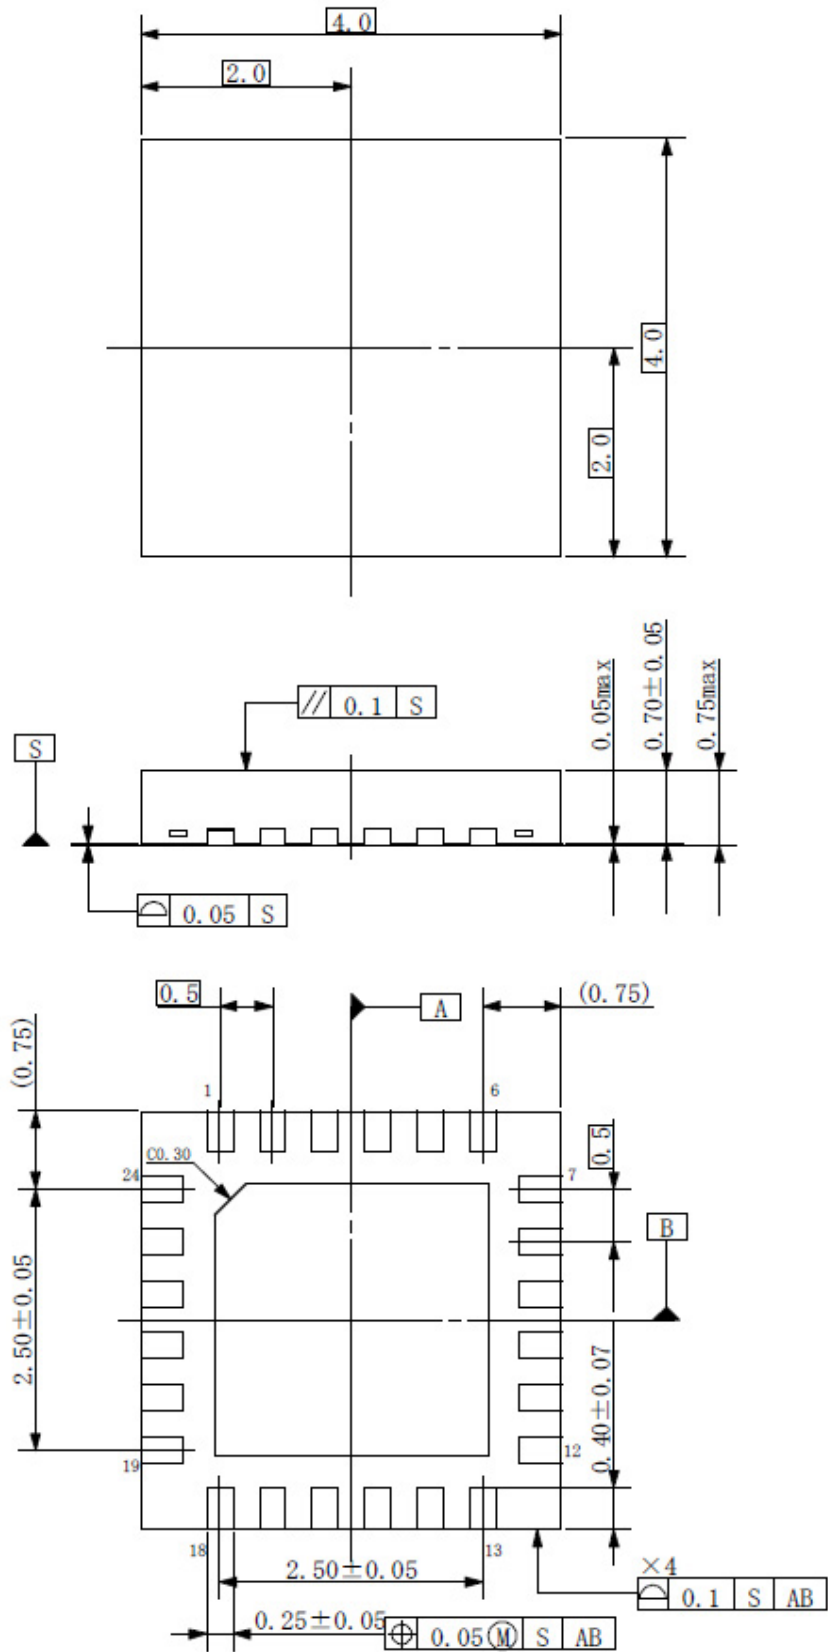 4.0
2.0
4.0
2.0
// 0.1 S
S
0.05max
0.70±0.05
0.75max
0.05 S
0.5
A
(0.75)
(0.75)
1
6
C0.30
24
7
0.5
B
2.50±0.05
0.40±0.07
19
12
18
13
2.50±0.05
×4
0.1 S AB
0.25±0.05
0.05 Ⓜ S AB